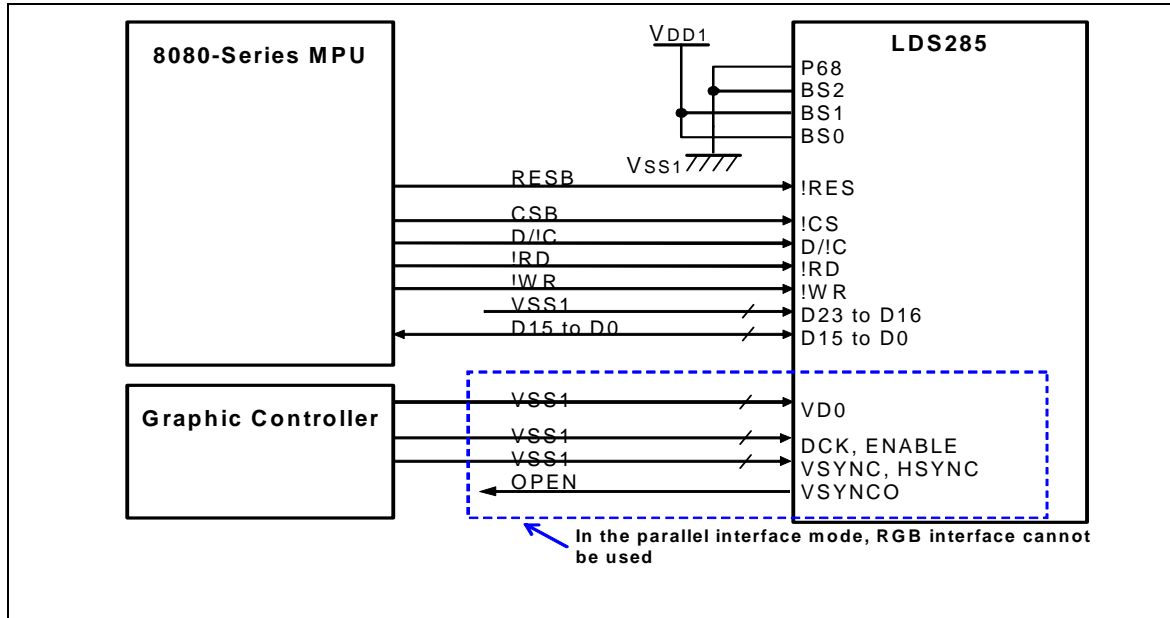 8080-Series MPU
VDD1
LDS285
P68
BS2
BS1
BS0
VSS1
RESB
!RES
CSB
!CS
D/!C
D/!C
!RD
!RD
!WR
!WR
VSS1
D23 to D16
D15 to D0
D15 to D0
Graphic Controller
VSS1
VD0
VSS1
DCK, ENABLE
VSS1
VSYNC, HSYNC
OPEN
VSYNCO
In the parallel interface mode, RGB interface cannot
be used